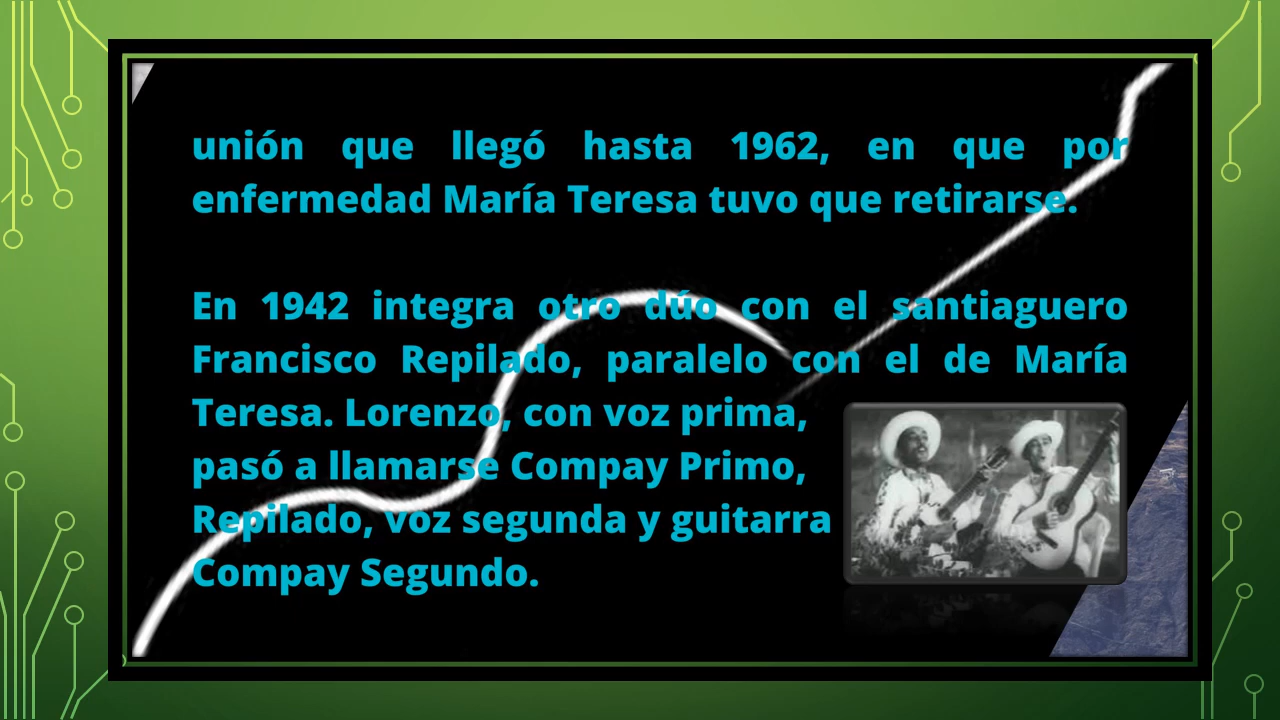 unión que llegó hasta 1962, en que por
enfermedad María Teresa tuvo que retirarse.
En 1942 integra otro dúo con el santiaguero
Francisco Repilado, paralelo con el de María
Teresa. Lorenzo, con voz prima,
pasó a llamarse Compay Primo,
Repilado, voz segunda y guitarra
Compay Segundo.